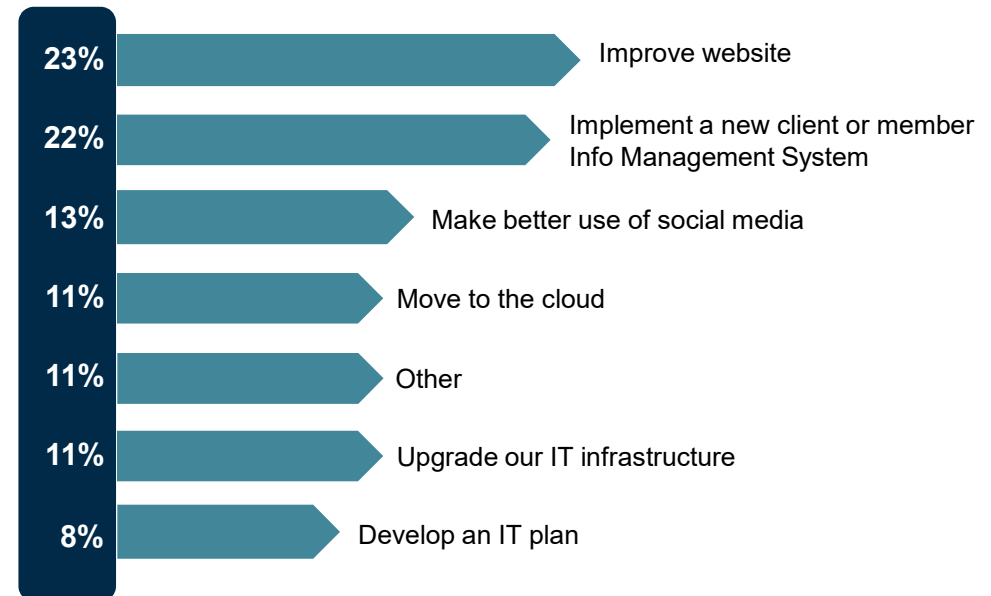 23%
Improve website
22%
Implement a new client or member
Info Management System
13%
Make better use of social media
11%
Move to the cloud
11%
Other
11%
Upgrade our IT infrastructure
8%
Develop an IT plan